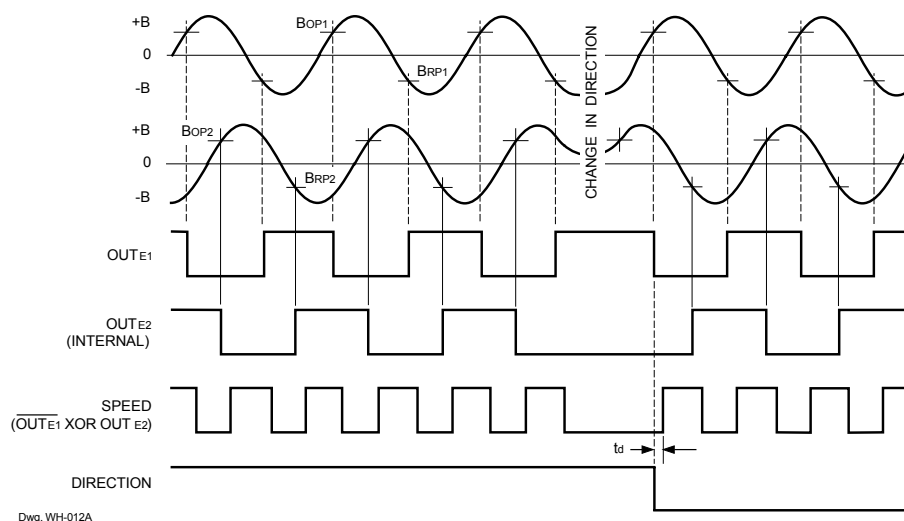 +B
0
-B
BOP1
BRP1
CHANGE IN DIRECTION
+B
0
-B
BOP2
BRP2
OUTE1
OUTE2
(INTERNAL)
SPEED
(OUTE1 XOR OUT E2)
td
DIRECTION
Dwg. WH-012A